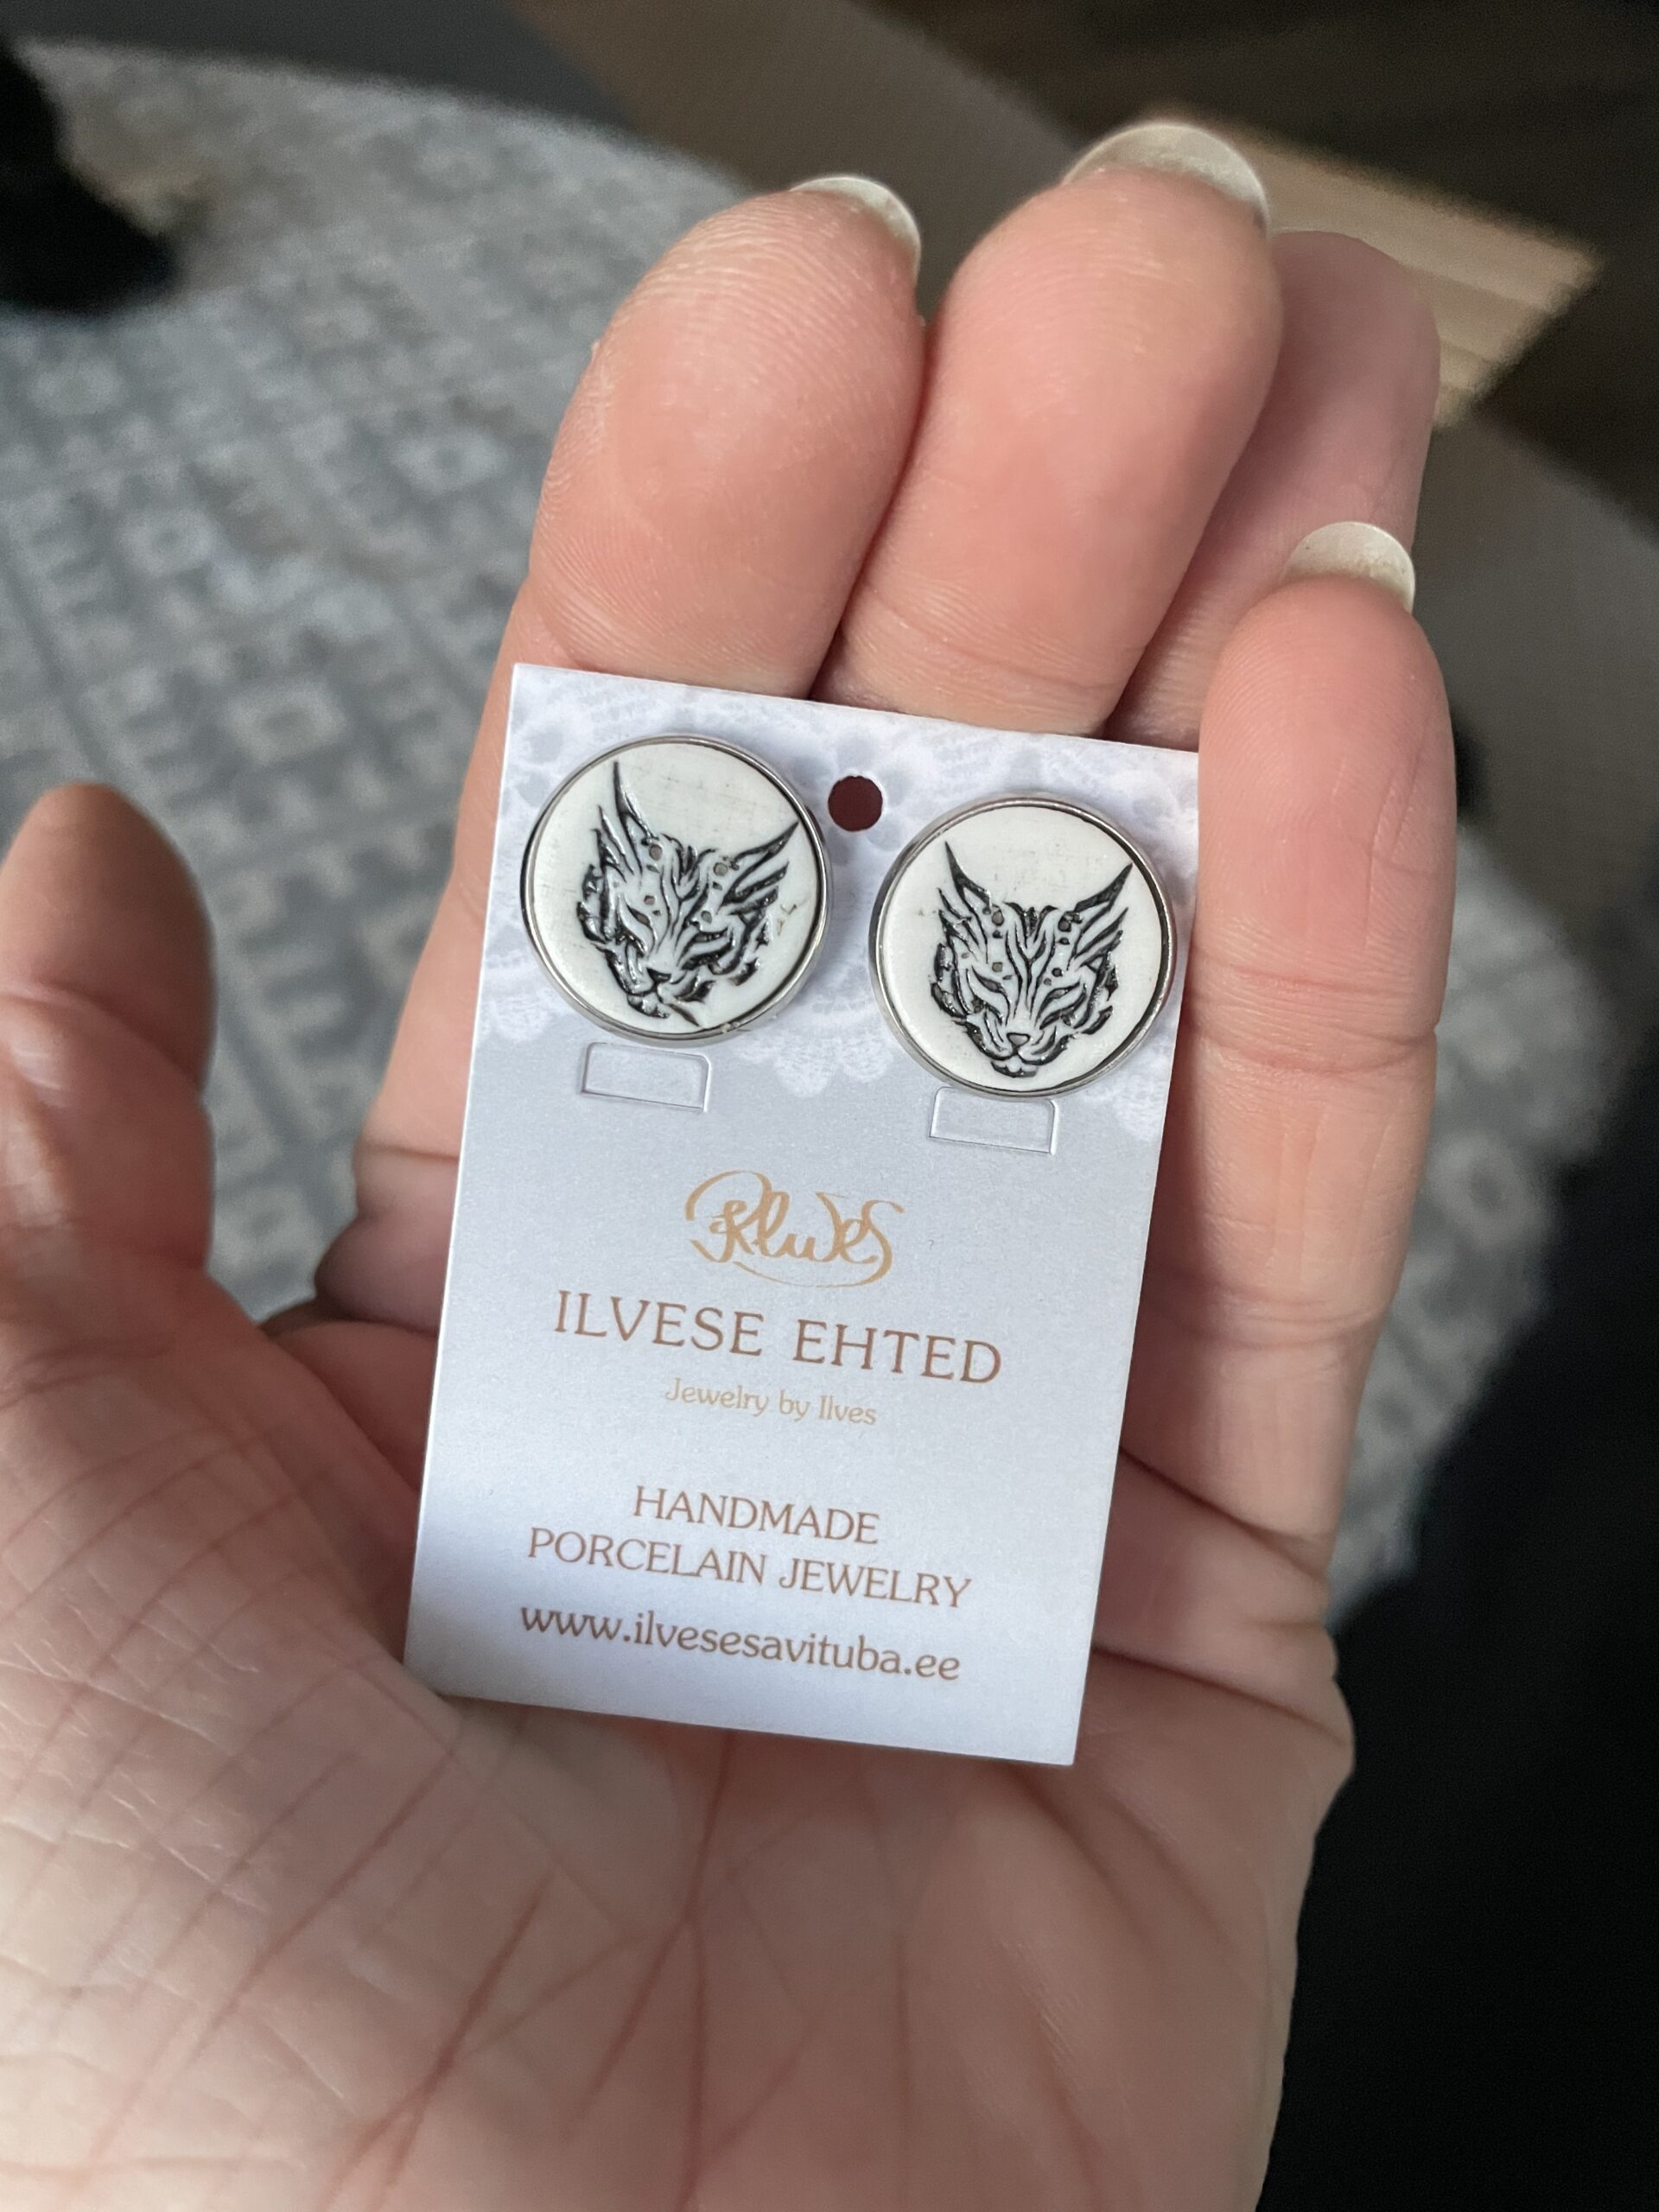 Ilves
ILVESE EHTED
Jewelry by Ilves
HANDMADE
PORCELAIN JEWELRY
www.ilvesesavituba.ee